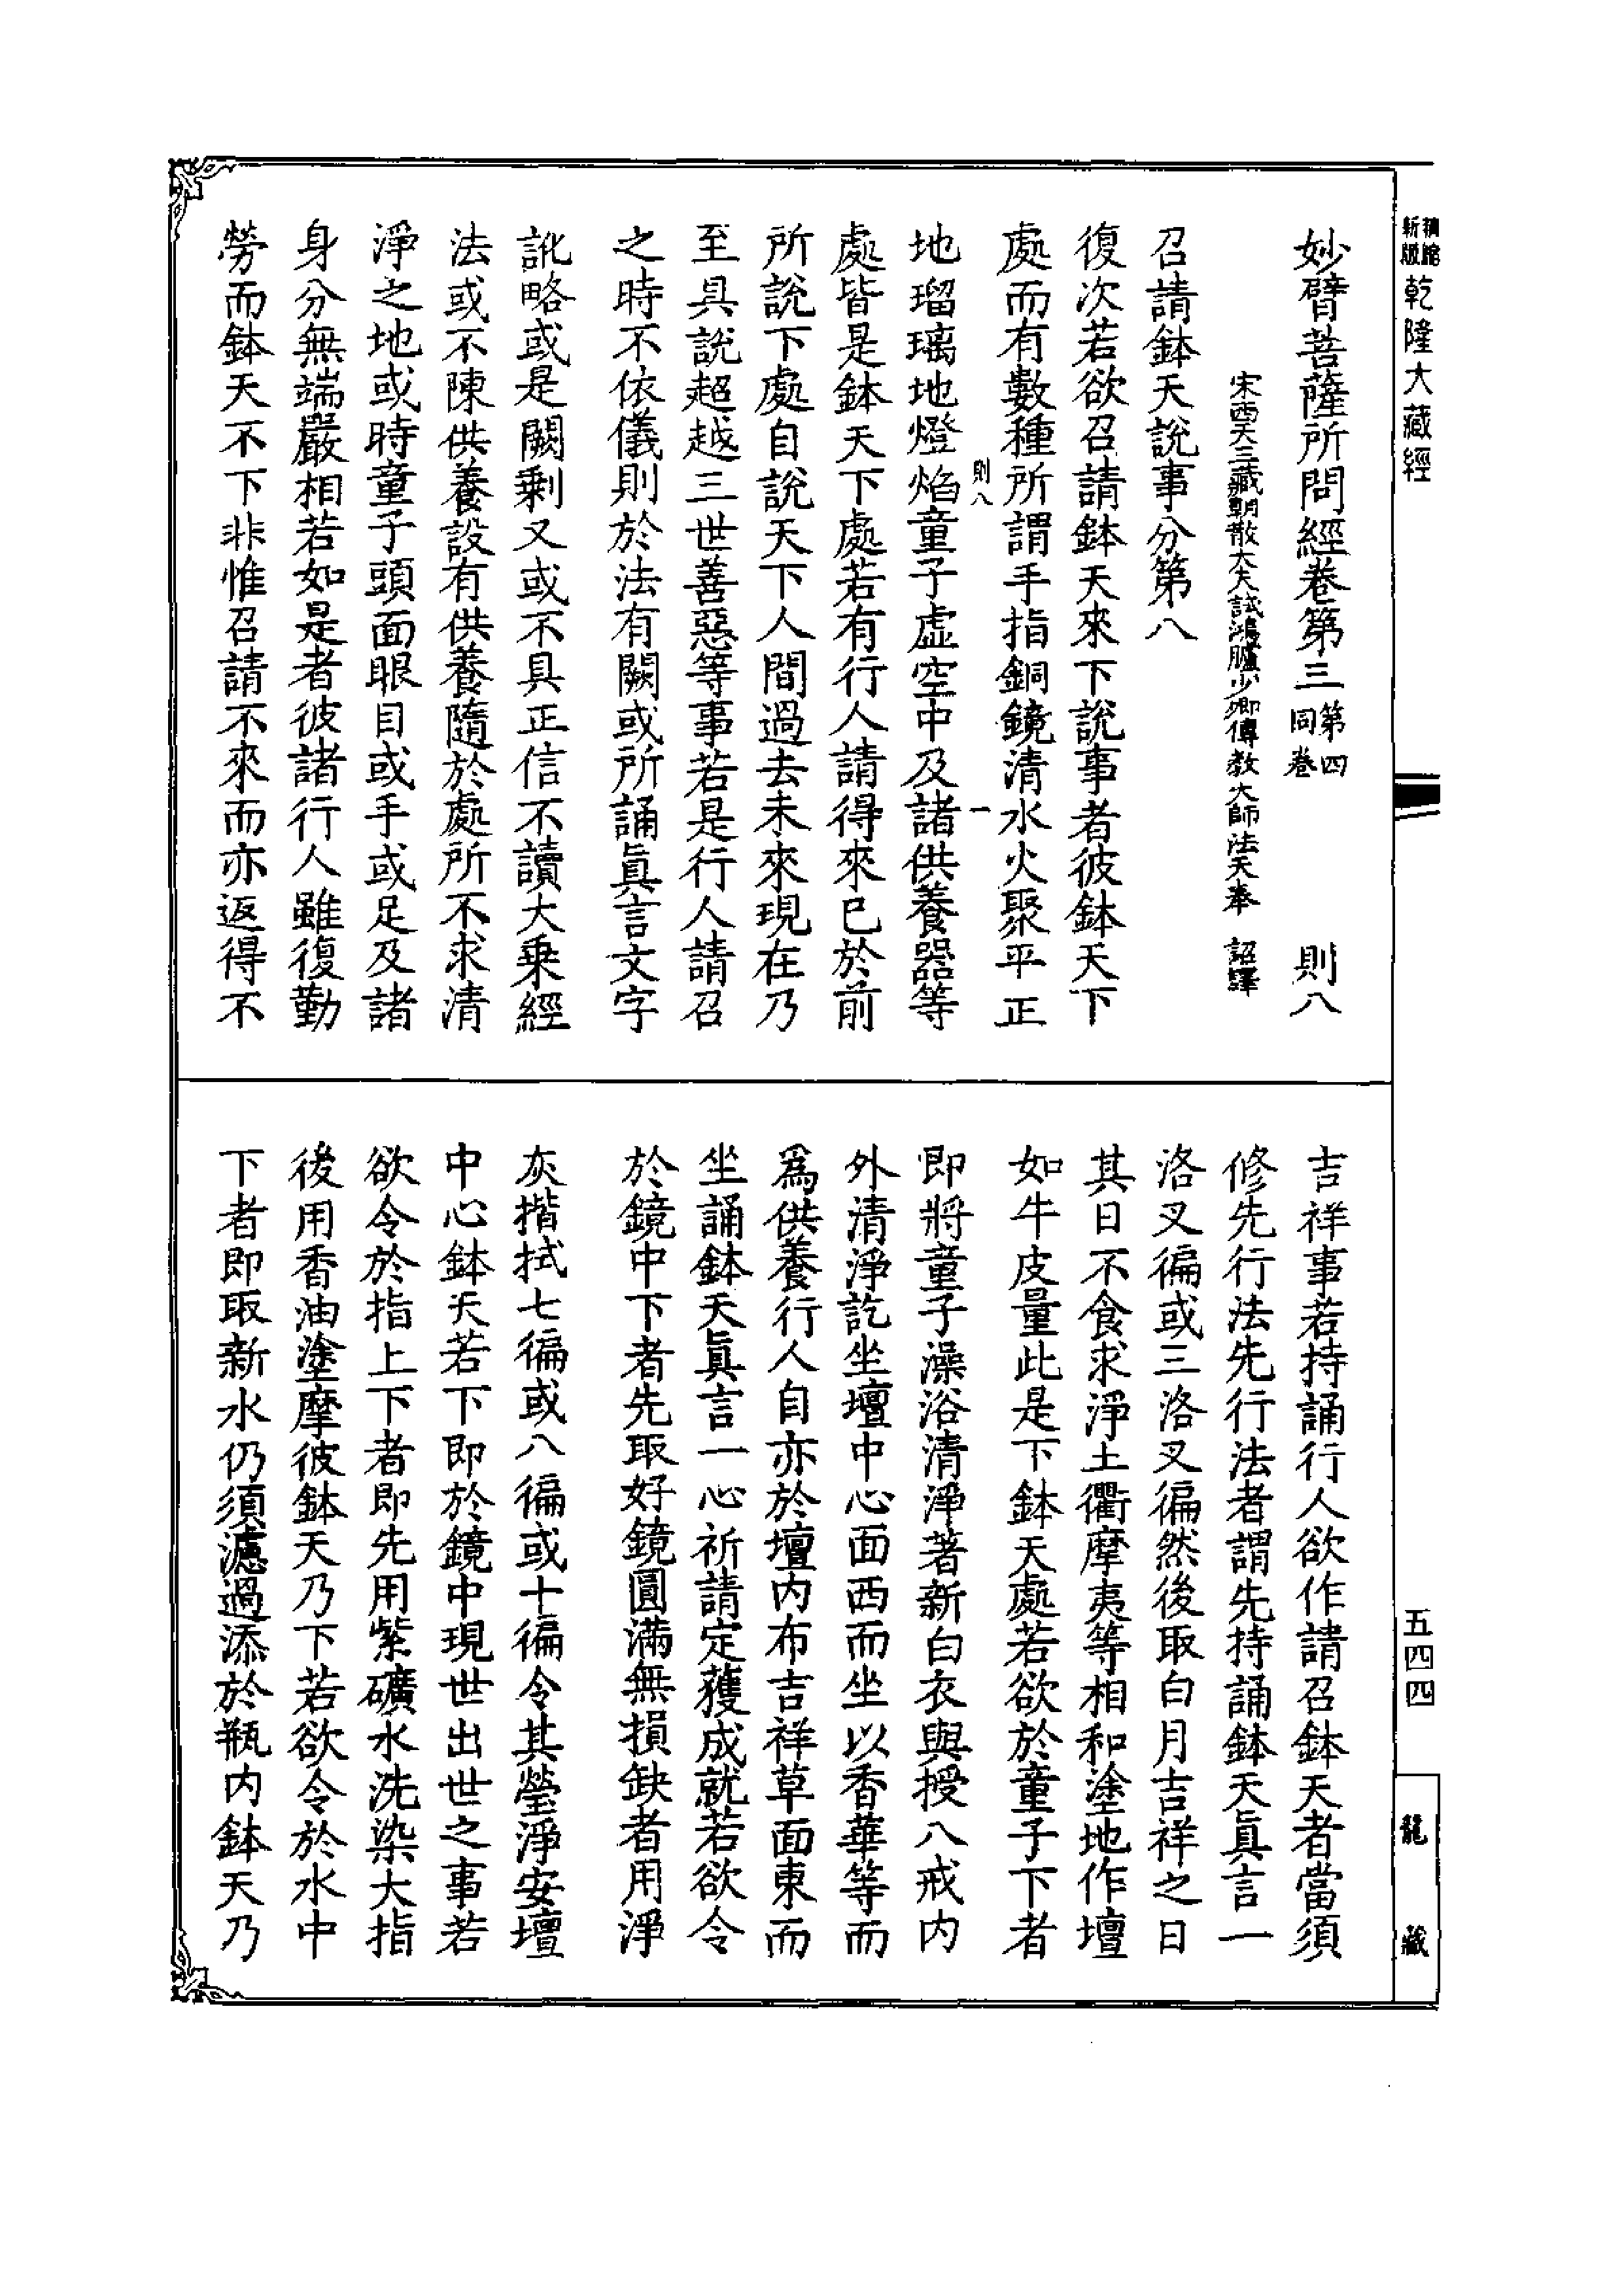 乾隆大藏經
妙臂菩薩所問經卷第三 第四同卷 則八
宋西天三藏朝散大夫試鴻臚少卿傳教大師法天奉 詔譯
召請鉢天說事分第八
復次若欲召請鉢天來下說事者彼鉢天下
處而有數種所謂手指銅鏡清水火聚平正
則八 一
地瑠璃地燈焰童子虛空中及諸供養器等
處皆是鉢天下處若有行人請得來已於前
所說下處自說天下人間過去未來現在乃
至具說超越三世善惡等事若是行人請召
之時不依儀則於法有闕或所誦眞言文字
訛略或是闕剩又或不具正信不讀大乘經
法或不陳供養設有供養隨於處所不求清
淨之地或時童子頭面眼目或手或足及諸
身分無端嚴相若如是者彼諸行人雖復勤
勞而鉢天不下非惟召請不來而亦返得不
吉祥事若持誦行人欲作請召鉢天者當須
修先行法先行法者謂先持誦鉢天眞言一
洛叉徧或三洛叉徧然後取白月吉祥之日
其日不食求淨土衢摩夷等相和塗地作壇
如牛皮量此是下鉢天處若欲於童子下者
即將童子澡浴清淨著新白衣與授八戒內
外清淨訖坐壇中心面西而坐以香華等而
爲供養行人自亦於壇內布吉祥草面東而
坐誦鉢天眞言一心祈請定獲成就若欲令
於鏡中下者先取好鏡圓滿無損缺者用淨
灰揩拭七徧或八徧或十徧令其瑩淨安壇
中心鉢天若下即於鏡中現世出世之事若
欲令於指上下者即先用紫礦水洗染大指
後用香油塗摩彼鉢天乃下若欲令於水中
下者即取新水仍須濾過添於瓶內鉢天乃
五四四
龍藏